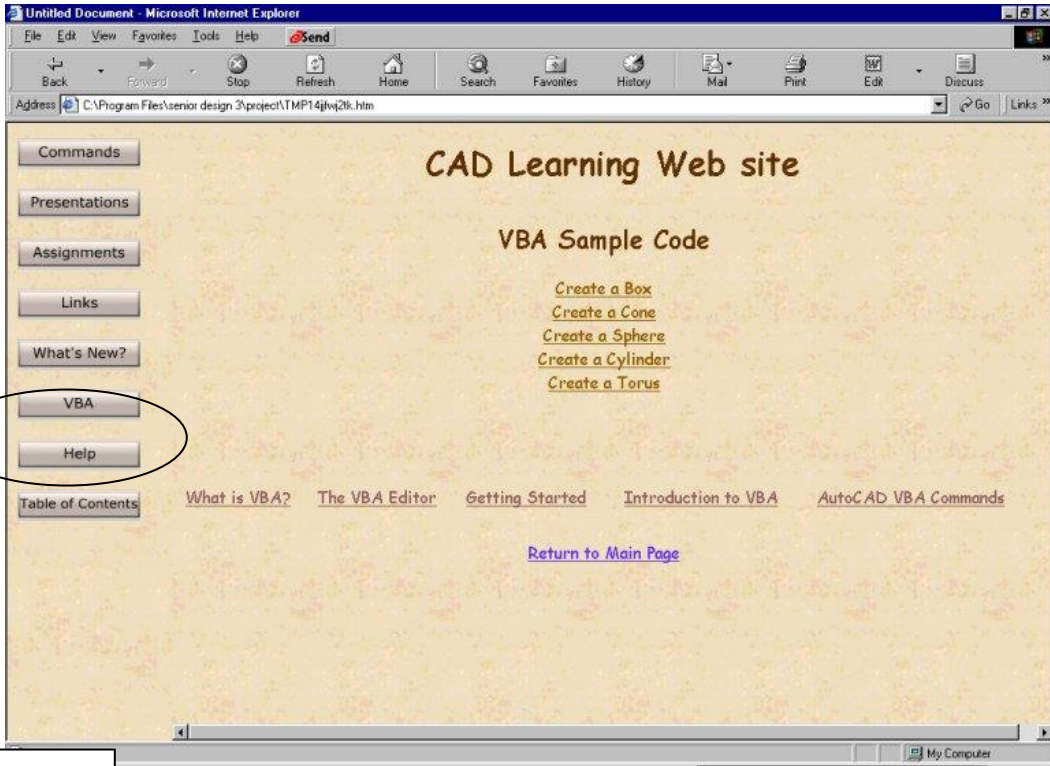 Untitled Document - Microsoft Internet Explorer
File Edit View Favorites Tools Help Send
Back Forward Stop Refresh Home Search Favorites History Mail Print Edit Discuss »
Address C:\Program Files\senior design 3\project\TMP14jjhvj2tk.htm Go Links »
Commands
Presentations
Assignments
Links
What's New?
VBA
Help
Table of Contents
CAD Learning Web site
VBA Sample Code
Create a Box
Create a Cone
Create a Sphere
Create a Cylinder
Create a Torus
What is VBA? The VBA Editor Getting Started Introduction to VBA AutoCAD VBA Commands
Return to Main Page
My Computer